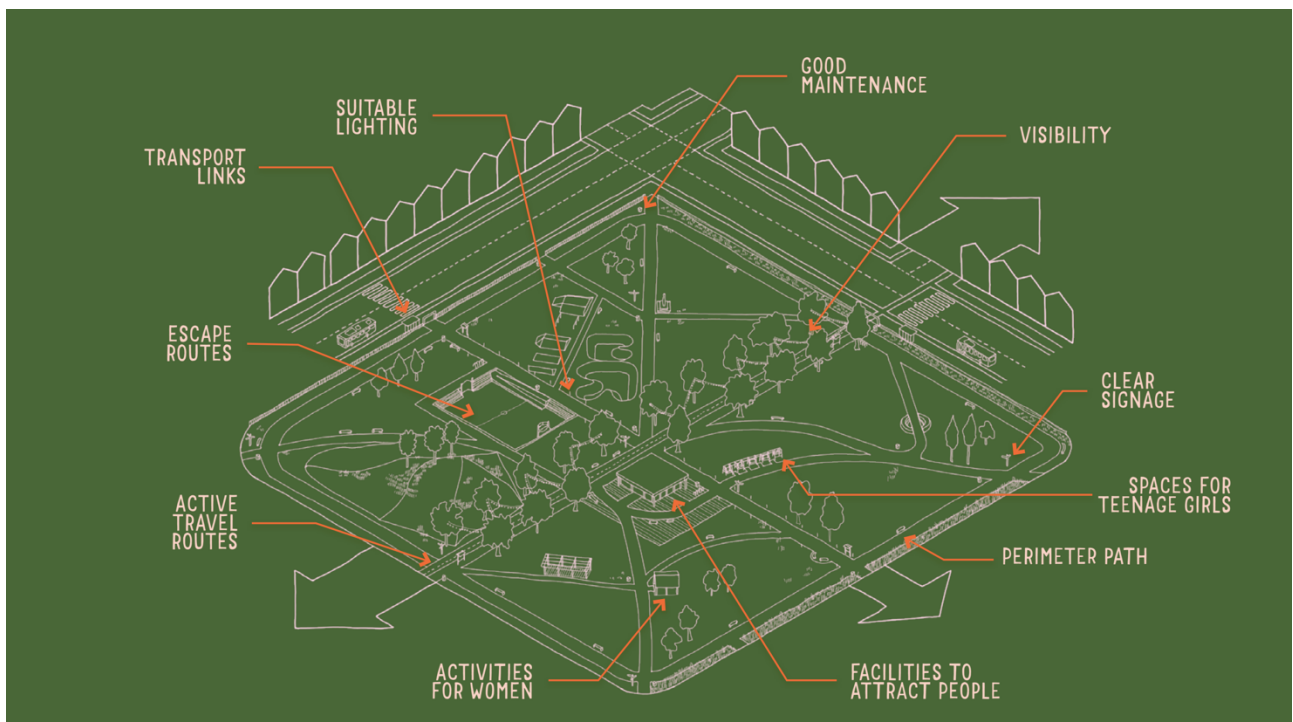 GOOD
MAINTENANCE
SUITABLE
LIGHTING
VISIBILITY
TRANSPORT
LINKS
ESCAPE
ROUTES
CLEAR
SIGNAGE
SPACES FOR
TEENAGE GIRLS
ACTIVE
TRAVEL
ROUTES
PERIMETER PATH
ACTIVITIES
FOR WOMEN
FACILITIES TO
ATTRACT PEOPLE